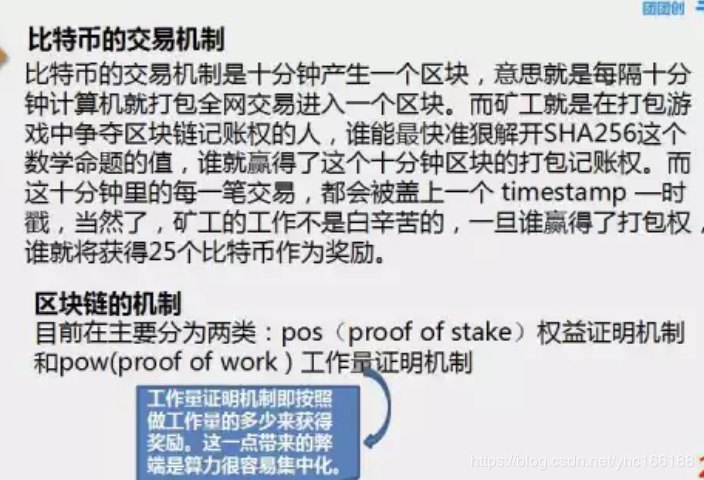 团团创
比特币的交易机制
比特币的交易机制是十分钟产生一个区块，意思就是每隔十分
钟计算机就打包全网交易进入一个区块。而矿工就是在打包游
戏中争夺区块链记账权的人，谁能最快准狠解开SHA256这个
数学命题的值，谁就赢得了这个十分钟区块的打包记账权。而
这十分钟里的每一笔交易，都会被盖上一个 timestamp —时
戳，当然了，矿工的工作不是白辛苦的，一旦谁赢得了打包权，
谁就将获得25个比特币作为奖励。
区块链的机制
目前在主要分为两类：pos（proof of stake）权益证明机制
和pow(proof of work ) 工作量证明机制
工作量证明机制即按照
做工作量的多少来获得
奖励。这一点带来的弊
端是算力很容易集中化。
https://blog.csdn.net/yhc166188